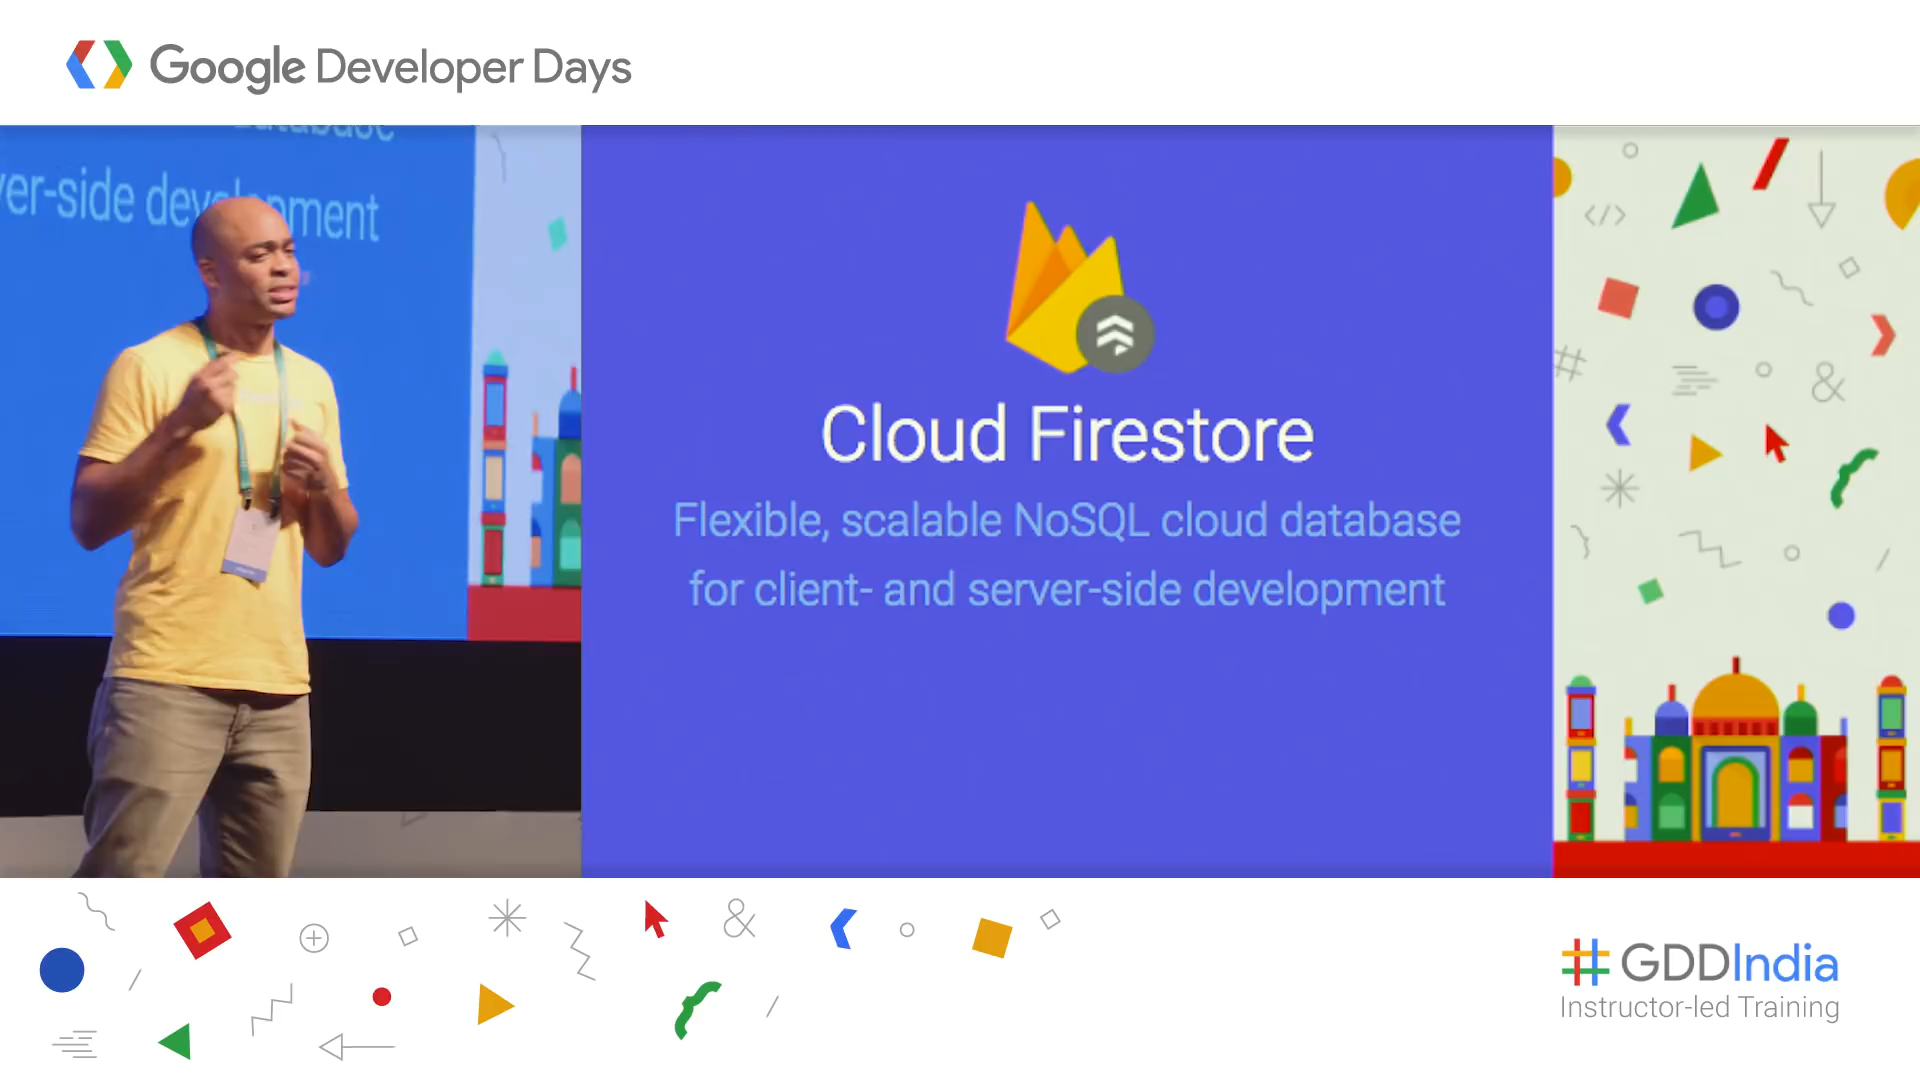 Google Developer Days
er-side development
Cloud Firestore
Flexible, scalable NoSQL cloud database
for client- and server-side development
</>
#
&
&
#GDDIndia
Instructor-led Training